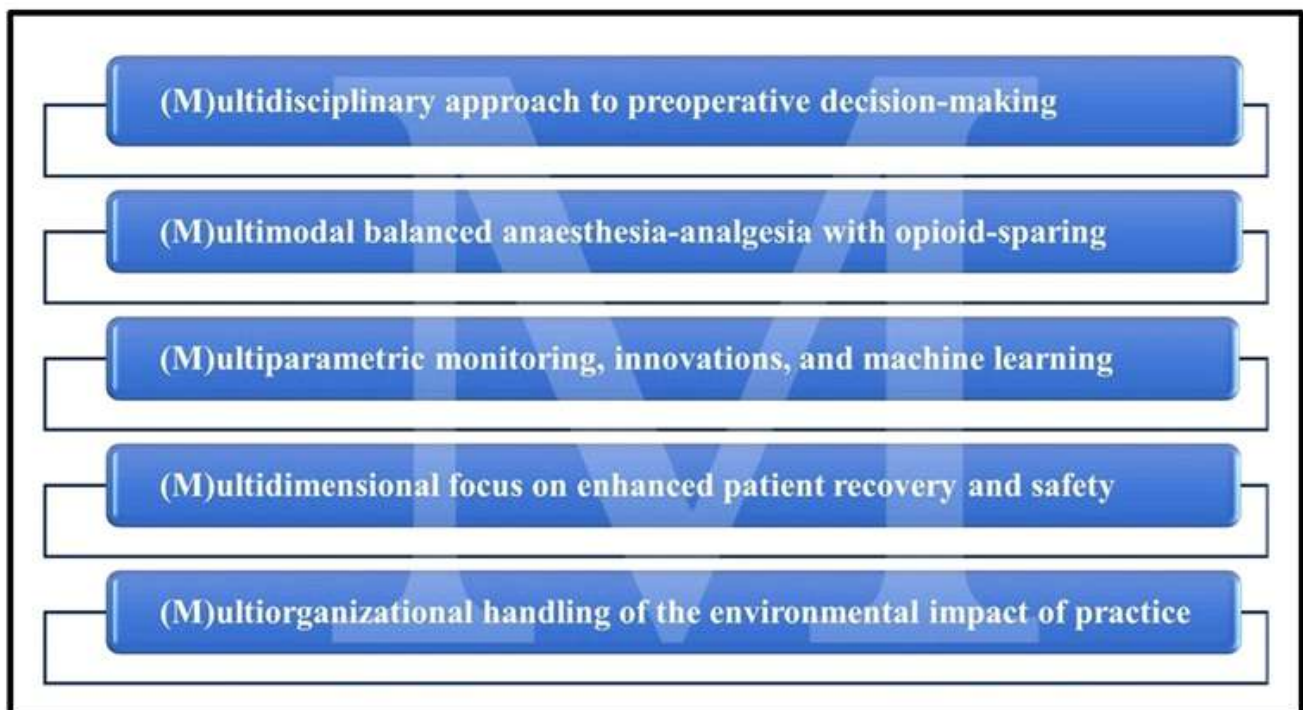 (M)ultidisciplinary approach to preoperative decision-making
(M)ultimodal balanced anaesthesia-analgesia with opioid-sparing
(M)ultiparametric monitoring, innovations, and machine learning
(M)ultidimensional focus on enhanced patient recovery and safety
(M)ultiorganizational handling of the environmental impact of practice
M